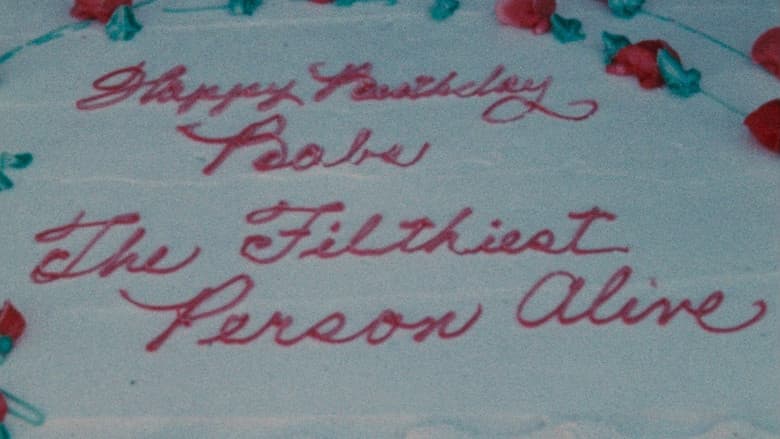 Happy Birthday
Babs
The Filthiest
Person Alive